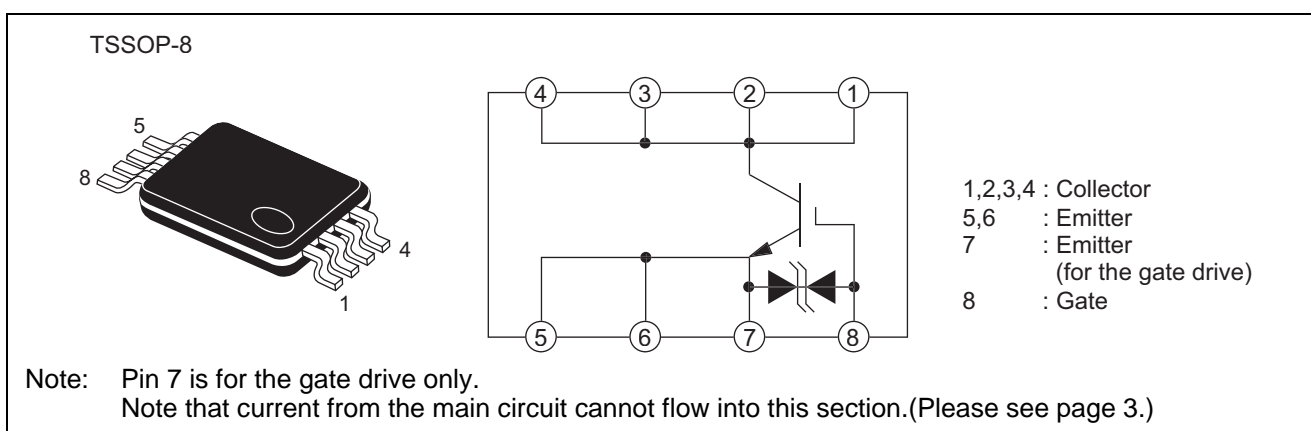 TSSOP-8
5
8
4
1
4 3 2 1
5 6 7 8
1,2,3,4 : Collector
5,6 : Emitter
7 : Emitter
(for the gate drive)
8 : Gate
Note: Pin 7 is for the gate drive only.
Note that current from the main circuit cannot flow into this section.(Please see page 3.)